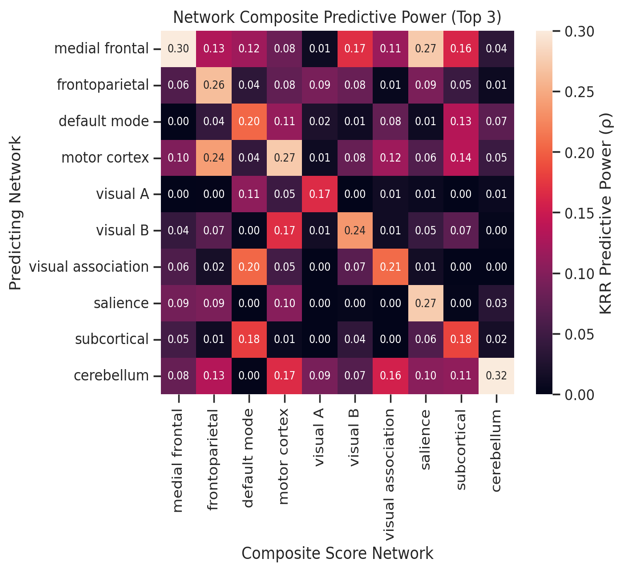 Network Composite Predictive Power (Top 3)
medial frontal 0.30 0.13 0.12 0.08 0.01 0.17 0.11 0.27 0.16 0.04
frontoparietal 0.06 0.26 0.04 0.08 0.09 0.08 0.01 0.09 0.05 0.01
default mode 0.00 0.04 0.20 0.11 0.02 0.01 0.08 0.01 0.13 0.07
motor cortex 0.10 0.24 0.04 0.27 0.01 0.08 0.12 0.06 0.14 0.05
visual A 0.00 0.00 0.11 0.05 0.17 0.00 0.01 0.01 0.00 0.01
visual B 0.04 0.07 0.00 0.17 0.01 0.24 0.01 0.05 0.07 0.00
visual association 0.06 0.02 0.20 0.05 0.00 0.07 0.21 0.01 0.00 0.00
salience 0.09 0.09 0.00 0.10 0.00 0.00 0.00 0.27 0.00 0.03
subcortical 0.05 0.01 0.18 0.01 0.00 0.04 0.00 0.06 0.18 0.02
cerebellum 0.08 0.13 0.00 0.17 0.09 0.07 0.16 0.10 0.11 0.32
Predicting Network
medial frontal
frontoparietal
default mode
motor cortex
visual A
visual B
visual association
salience
subcortical
cerebellum
Composite Score Network
0.30
0.25
0.20
0.15
0.10
0.05
0.00
KRR Predictive Power (ρ)